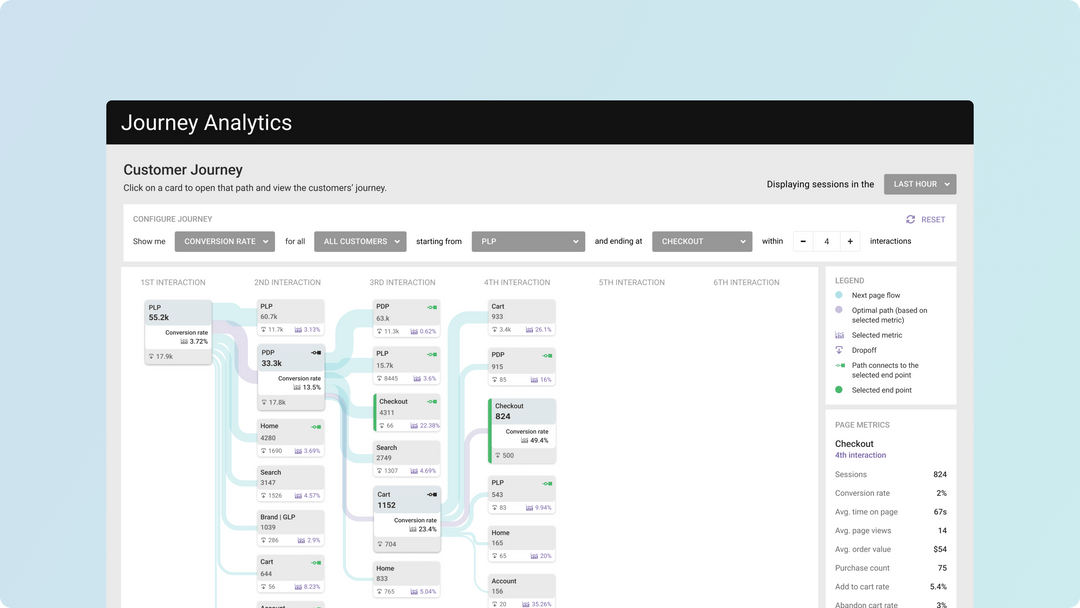 Journey Analytics
Customer Journey
Click on a card to open that path and view the customers' journey.
Displaying sessions in the
LAST HOUR
CONFIGURE JOURNEY
RESET
Show me
CONVERSION RATE
for all
ALL CUSTOMERS
starting from
PLP
and ending at
CHECKOUT
within
- 4 +
interactions
1ST INTERACTION
PLP
55.2k
Conversion rate
3.72%
17.9k
2ND INTERACTION
PLP
60.7k
11.7k 3.13%
PDP
33.3k
Conversion rate
13.5%
17.8k
Home
4280
1690 3.69%
Search
3147
1526 4.57%
Brand | GLP
1039
286 2.9%
Cart
644
56 8.23%
3RD INTERACTION
PDP
63.k
11.3k 0.62%
PLP
15.7k
8445 3.6%
Checkout
4311
66 22.38%
Search
2749
1307 4.69%
Cart
1152
Conversion rate
23.4%
704
Home
833
765 5.04%
4TH INTERACTION
Cart
933
3.4k 26.1%
PDP
915
85 16%
Checkout
824
Conversion rate
49.4%
500
PLP
543
83 9.94%
Home
165
65 20%
Account
156
20 35.26%
5TH INTERACTION
6TH INTERACTION
LEGEND
Next page flow
Optimal path (based on
selected metric)
Selected metric
Dropoff
Path connects to the
selected end point
Selected end point
PAGE METRICS
Checkout
4th interaction
Sessions 824
Conversion rate 2%
Avg. time on page 67s
Avg. page views 14
Avg. order value $54
Purchase count 75
Add to cart rate 5.4%
Abandon cart rate 3%